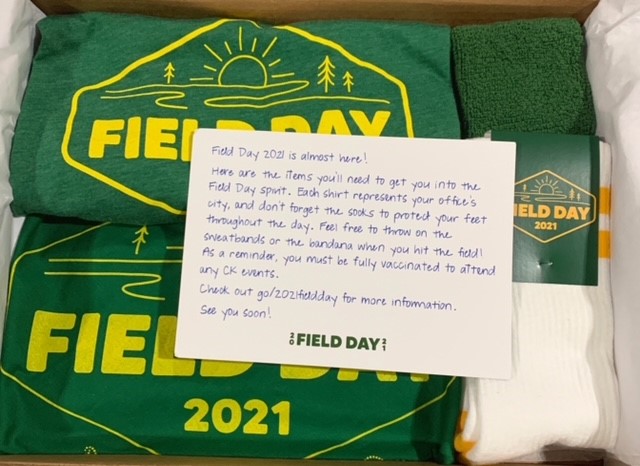 FIELD DAY
Field Day 2021 is almost here!
Here are the items you'll need to get you into the
Field Day spirit. Each shirt represents your office's
city, and don't forget the socks to protect your feet
throughout the day. Feel free to throw on the
sweatbands or the bandana when you hit the field!
As a reminder, you must be fully vaccinated to attend
any CK events.
Check out go/2021fieldday for more information.
See you soon!
20 FIELD DAY 21
FIELD DAY
2021
FIELD DAY
2021